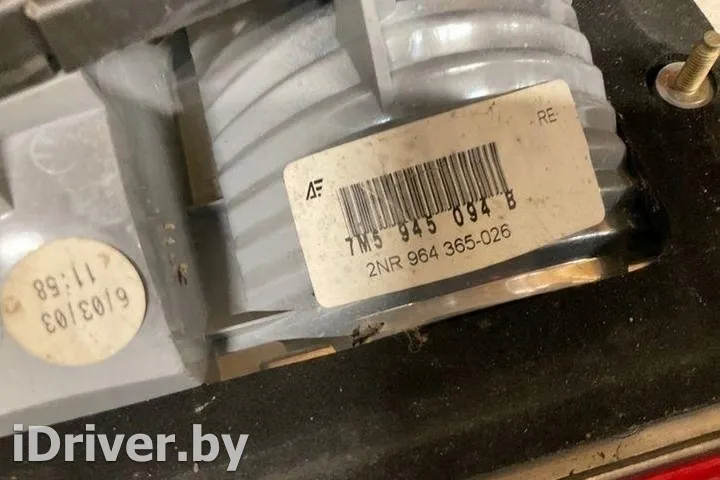 RE
AE
7M5 945 094 B
2NR 964 365-026
6/03/03
11:58
iDriver.by